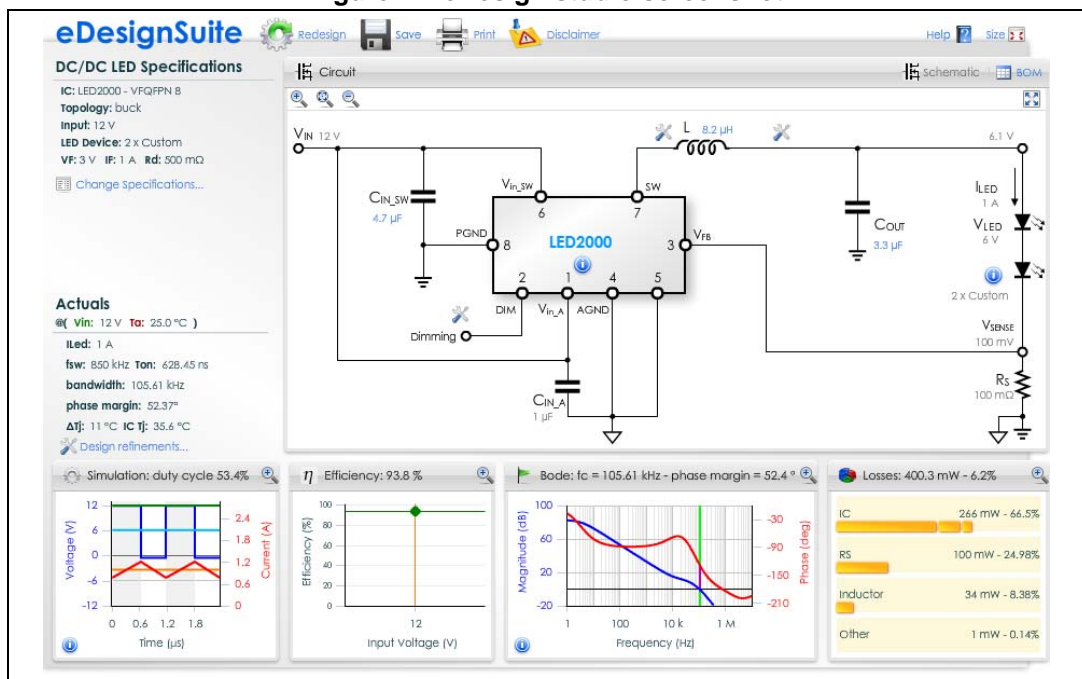 eDesignSuite
Redesign
Save
Print
Disclaimer
Help
Size
DC/DC LED Specifications
IC: LED2000 - VFQFPN 8
Topology: buck
Input: 12 V
LED Device: 2 x Custom
VF: 3 V IF: 1 A Rd: 500 mΩ
Change Specifications...
Actuals
@( Vin: 12 V Ta: 25.0 °C )
ILed: 1 A
fsw: 850 kHz Ton: 628.45 ns
bandwidth: 105.61 kHz
phase margin: 52.37°
ΔTj: 11 °C IC Tj: 35.6 °C
Design refinements...
Circuit
Schematic
BOM
VIN 12 V
L 8.2 µH
6.1 V
CIN_SW
4.7 µF
Vin_SW
SW
6
7
PGND
8
LED2000
3
VFB
2
1
4
5
DIM
Vin_A
AGND
Dimming
CIN_A
1 µF
COUT
3.3 µF
ILED
1 A
VLED
6 V
2 x Custom
VSENSE
100 mV
RS
100 mΩ
Simulation: duty cycle 53.4%
12
6
0
-6
-12
Voltage (V)
2.4
1.8
1.2
0.6
0
Current (A)
0 0.6 1.2 1.8
Time (µs)
η Efficiency: 93.8 %
100
80
60
40
20
0
Efficiency (%)
12
Input Voltage (V)
Bode: fc = 105.61 kHz - phase margin = 52.4 °
100
60
20
-20
Magnitude (dB)
-30
-90
-150
-210
Phase (deg)
1 100 10 k 1 M
Frequency (Hz)
Losses: 400.3 mW - 6.2%
IC 266 mW - 66.5%
RS 100 mW - 24.98%
Inductor 34 mW - 8.38%
Other 1 mW - 0.14%